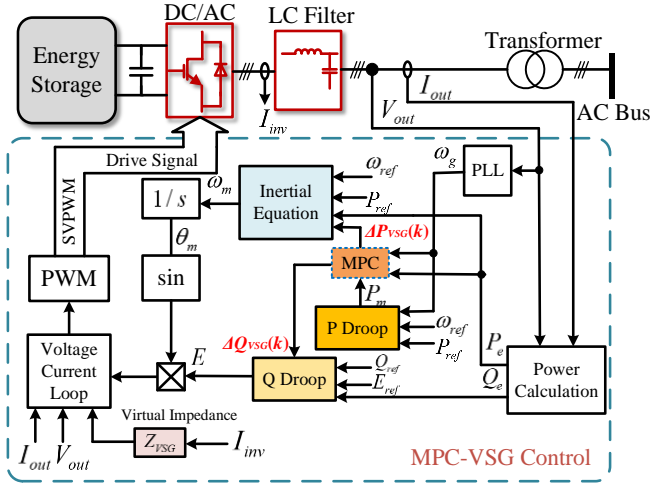 DC/AC
LC Filter
Transformer
Energy
Storage
I_inv
V_out
I_out
AC Bus
Drive Signal
SVPWM
ω_m
1/s
θ_m
sin
PWM
Inertial
Equation
ω_ref
P_ref
ω_g
PLL
ΔP_VSG(k)
MPC
P_m
P Droop
ω_ref
P_ref
ΔQ_VSG(k)
Voltage
Current
Loop
E
Q Droop
Q_ref
E_ref
P_e
Q_e
Power
Calculation
Virtual Impedance
Z_VSG
I_inv
I_out
V_out
MPC-VSG Control